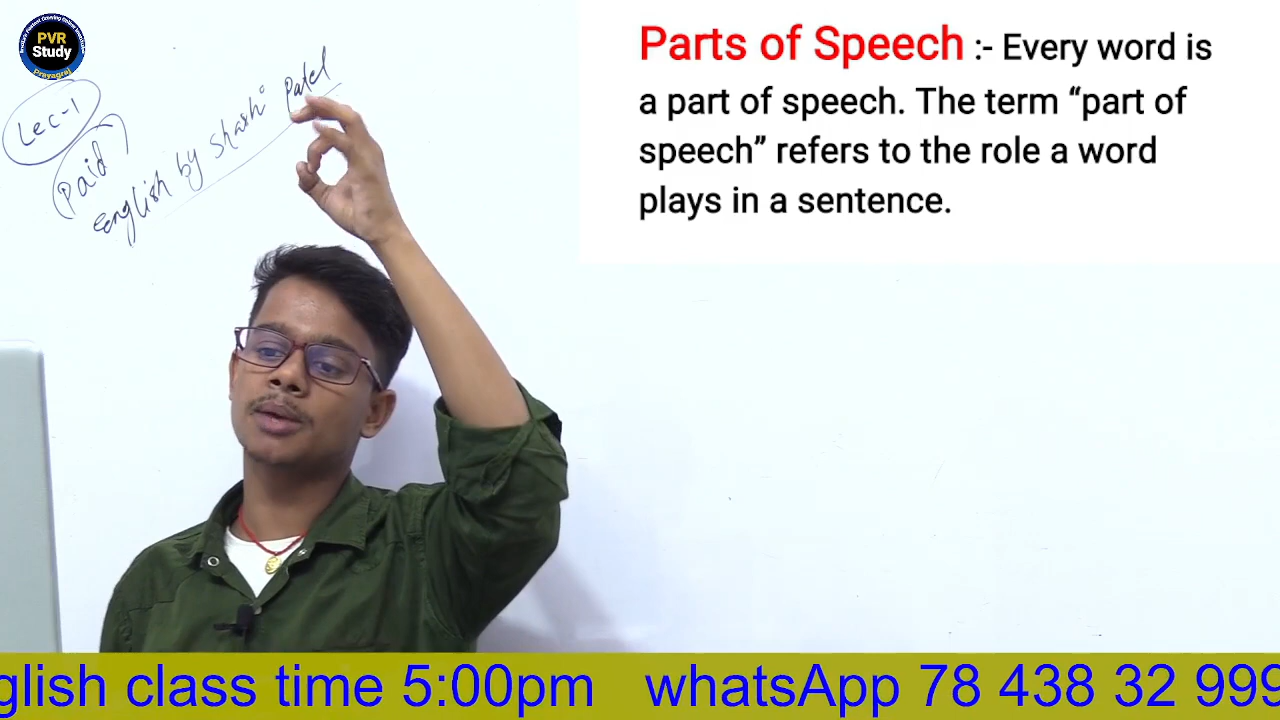 PVR
Study
Prayagraj
Lec-1
Paid
English by Shashi Patel
Parts of Speech :- Every word is
a part of speech. The term “part of
speech” refers to the role a word
plays in a sentence.
glish class time 5:00pm whatsApp 78 438 32 999